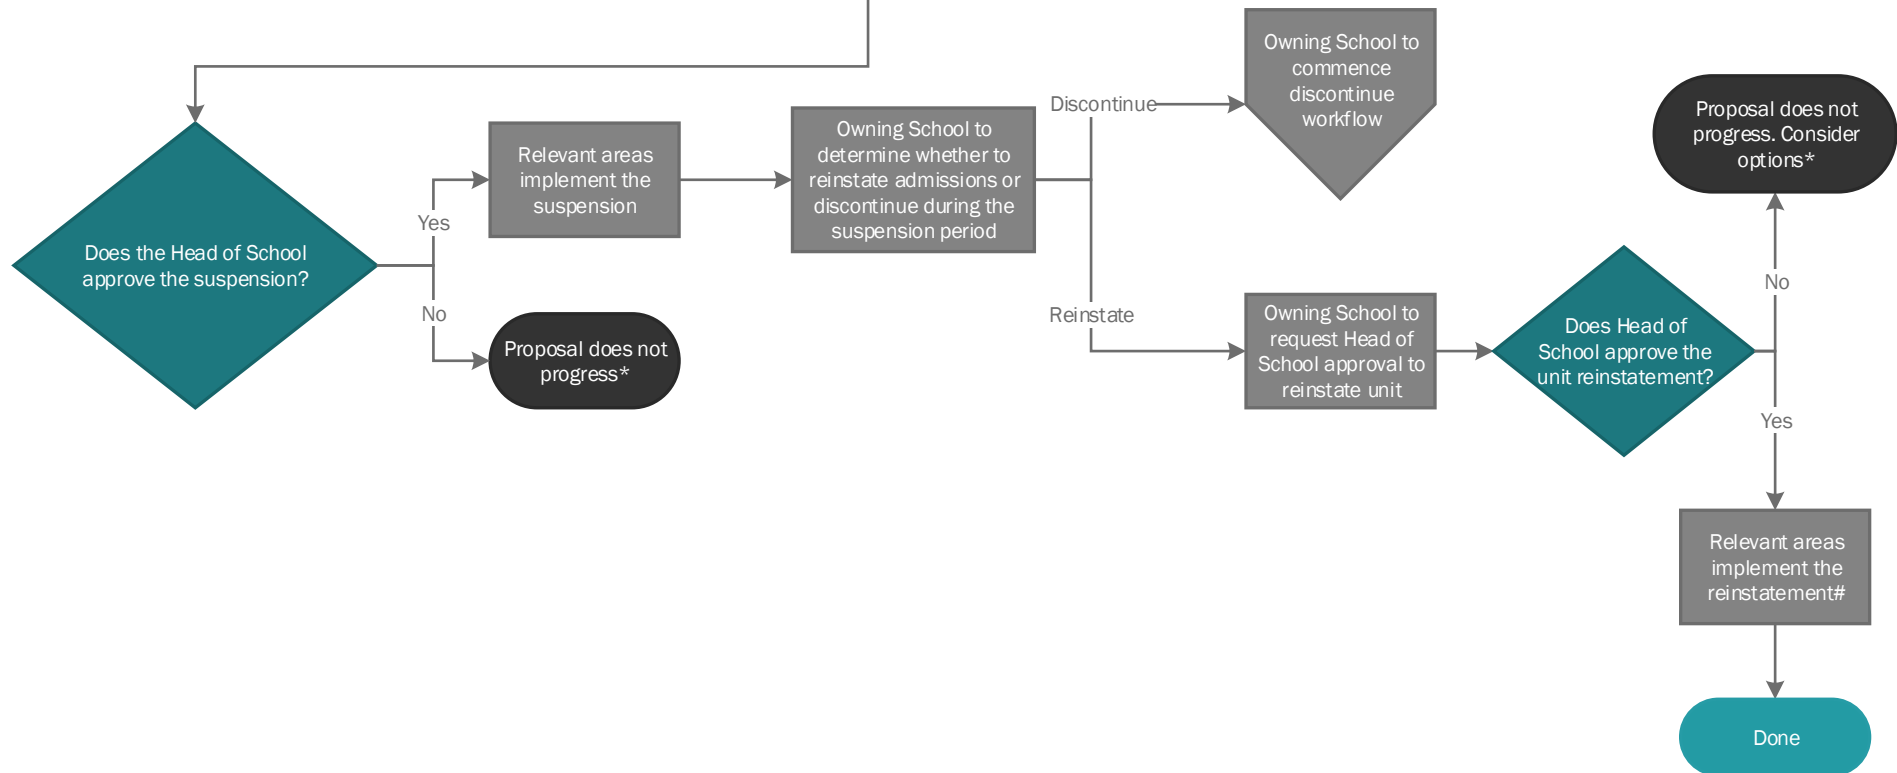 Does the Head of School
approve the suspension?
Yes
No
Relevant areas
implement the
suspension
Proposal does not
progress*
Owning School to
determine whether to
reinstate admissions or
discontinue during the
suspension period
Discontinue
Reinstate
Owning School to
commence
discontinue
workflow
Owning School to
request Head of
School approval to
reinstate unit
Does Head of
School approve the
unit reinstatement?
No
Yes
Proposal does not
progress. Consider
options*
Relevant areas
implement the
reinstatement#
Done